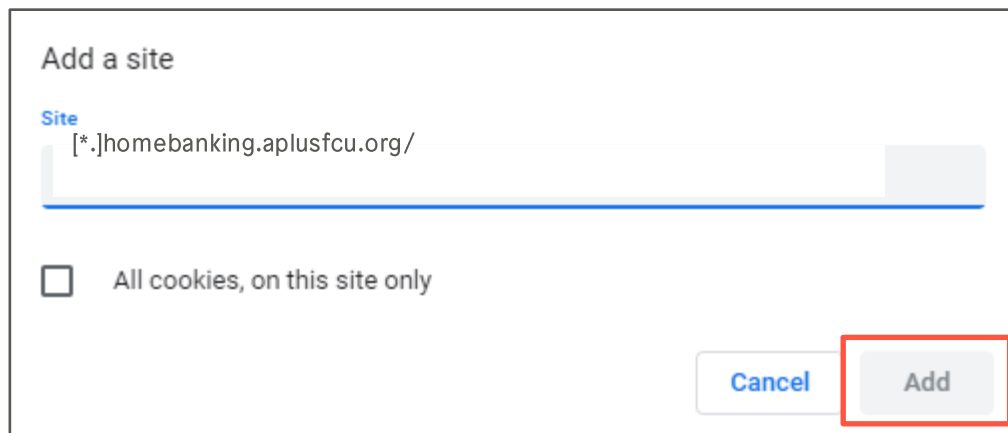 Add a site
Site
[*.]homebanking.aplusfcu.org/
All cookies, on this site only
Cancel
Add